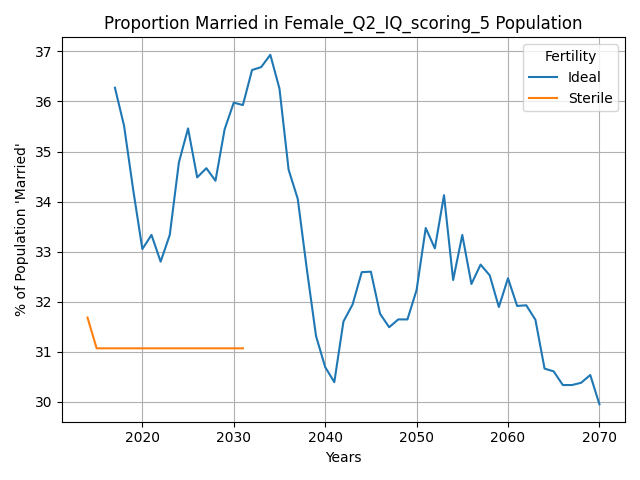 Proportion Married in Female_Q2_IQ_scoring_5 Population
37
36
35
34
33
32
31
30
% of Population 'Married'
Fertility
Ideal
Sterile
2020 2030 2040 2050 2060 2070
Years